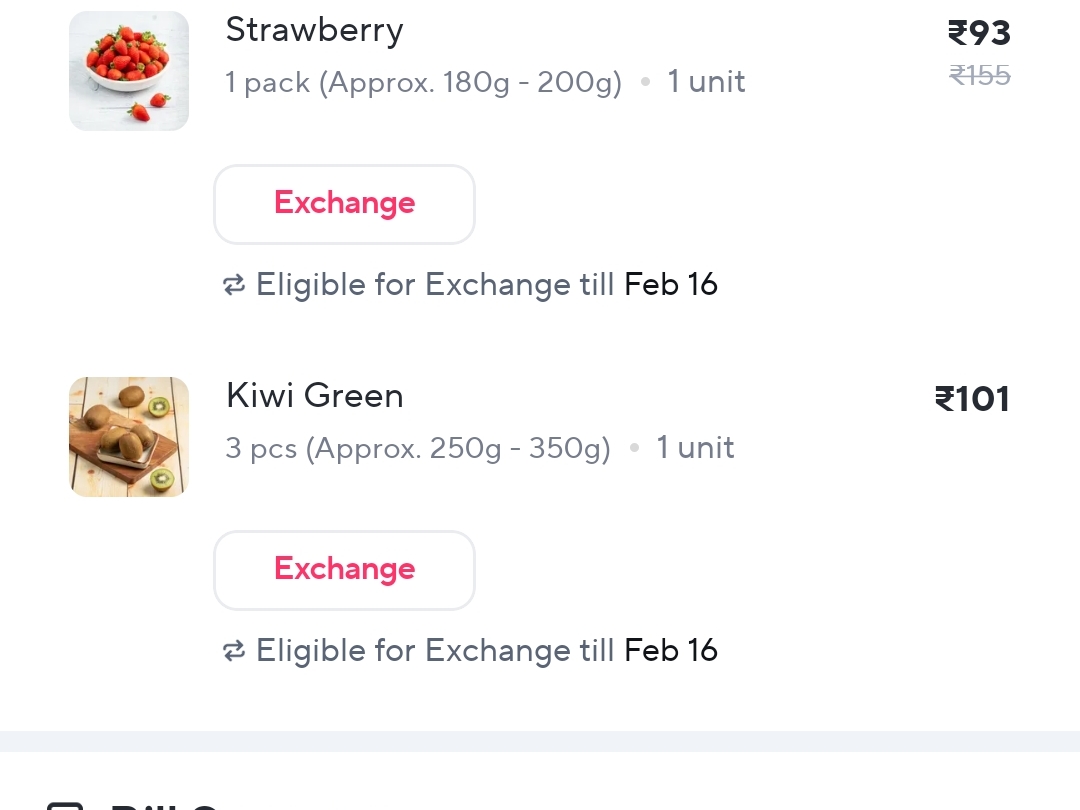 Strawberry
₹93
1 pack (Approx. 180g - 200g) • 1 unit
₹155
Exchange
Eligible for Exchange till Feb 16
Kiwi Green
₹101
3 pcs (Approx. 250g - 350g) • 1 unit
Exchange
Eligible for Exchange till Feb 16